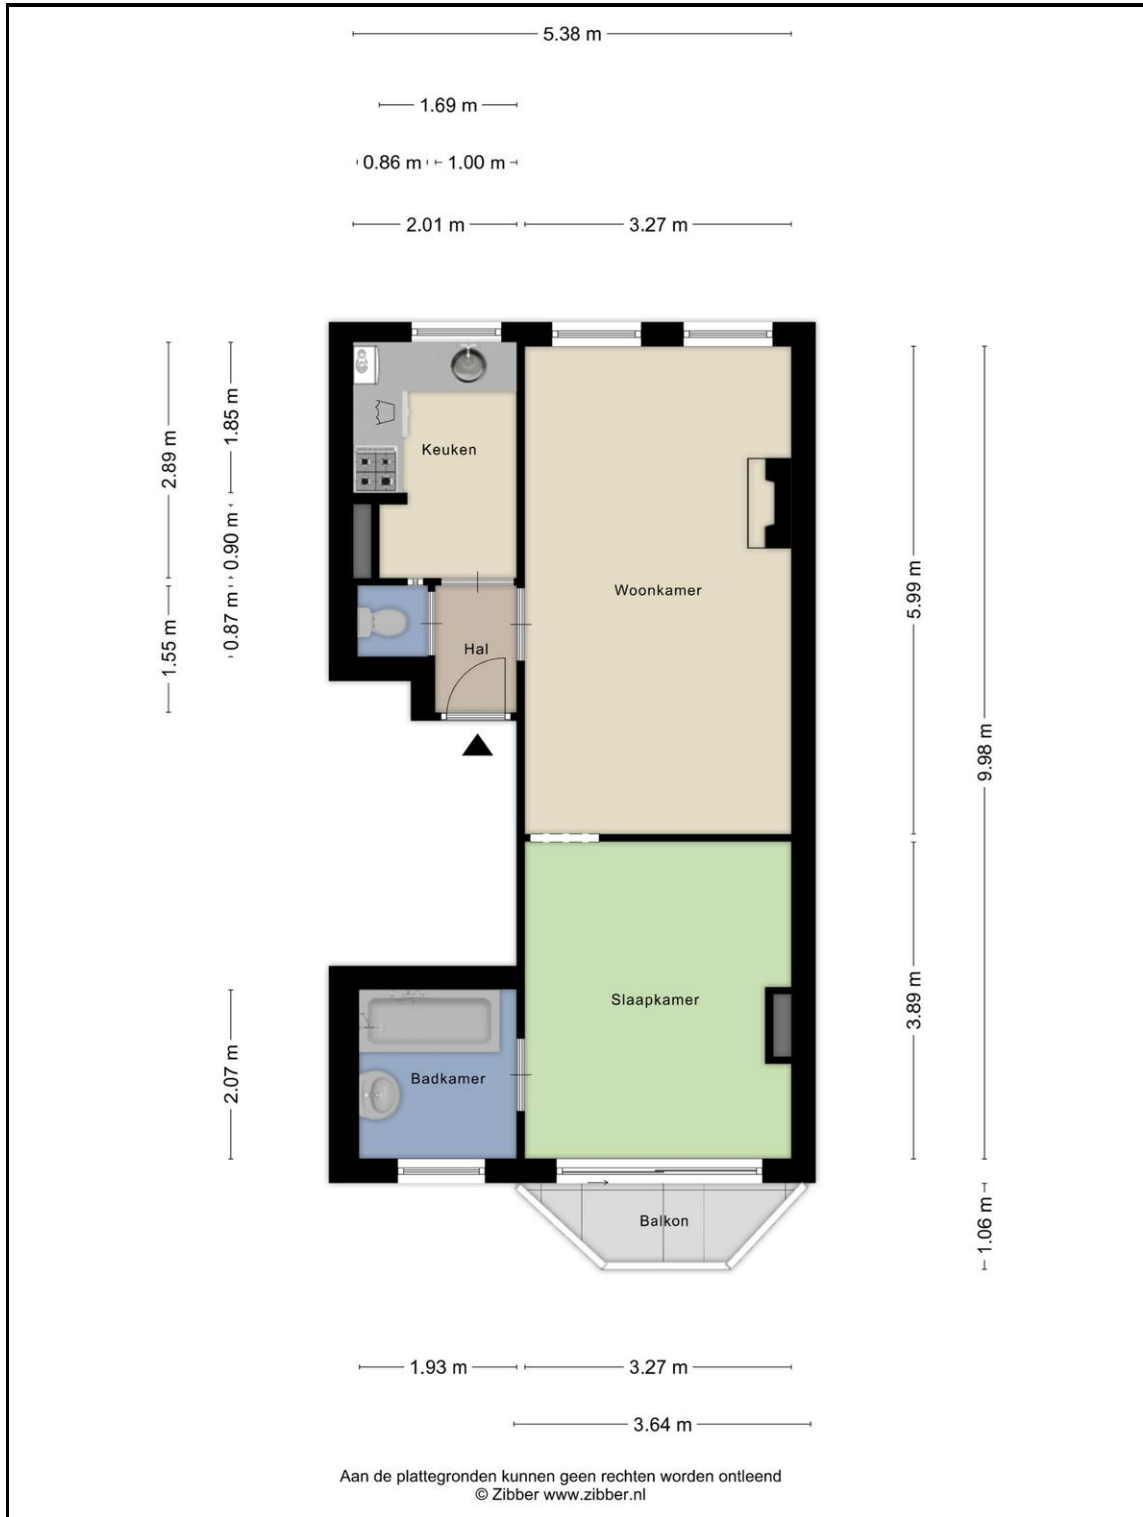 5.38 m
1.69 m
0.86 m
1.00 m
2.01 m
3.27 m
2.89 m
1.85 m
0.90 m
0.87 m
1.55 m
Keuken
Woonkamer
Hal
5.99 m
9.98 m
Slaapkamer
3.89 m
Badkamer
2.07 m
Balkon
1.06 m
1.93 m
3.27 m
3.64 m
Aan de plattegronden kunnen geen rechten worden ontleend
© Zibber www.zibber.nl